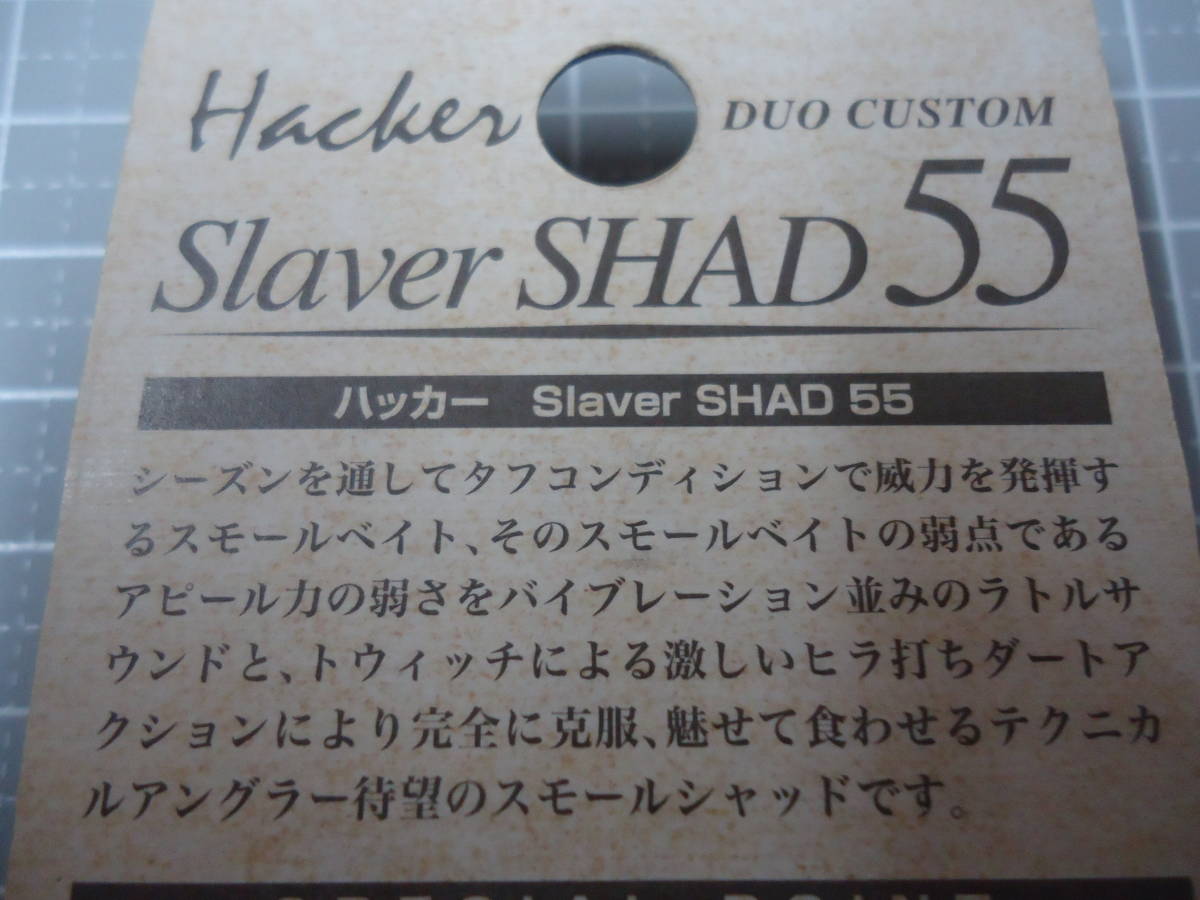 Hacker DUO CUSTOM
Slaver SHAD 55
ハッカー Slaver SHAD 55
シーズンを通してタフコンディションで威力を発揮す
るスモールベイト、そのスモールベイトの弱点である
アピール力の弱さをバイブレーション並みのラトルサ
ウンドと、トウィッチによる激しいヒラ打ちダートア
クションにより完全に克服、魅せて食わせるテクニカ
ルアングラー待望のスモールシャッドです。